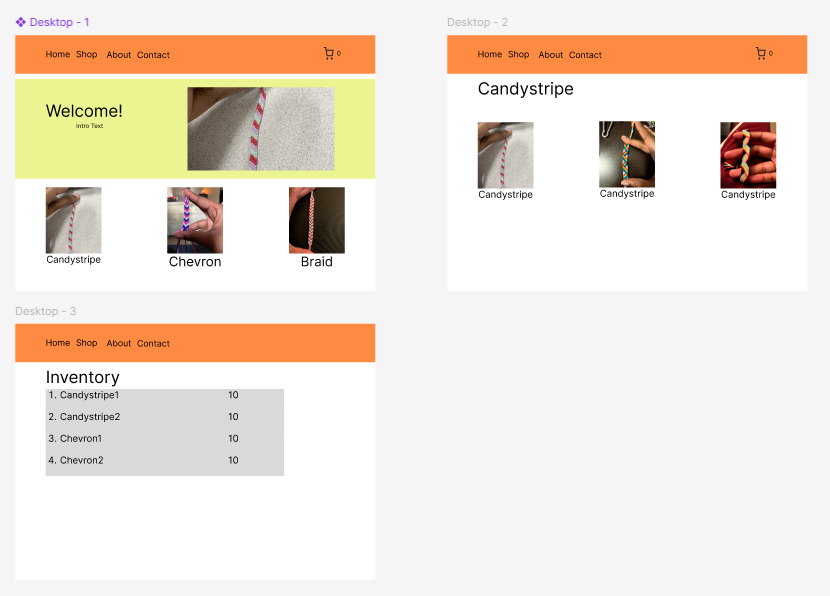 Desktop - 1
Home Shop About Contact 0
Welcome!
Intro Text
Candystripe Chevron Braid
Desktop - 2
Home Shop About Contact 0
Candystripe
Candystripe Candystripe Candystripe
Desktop - 3
Home Shop About Contact
Inventory
1. Candystripe1 10
2. Candystripe2 10
3. Chevron1 10
4. Chevron2 10